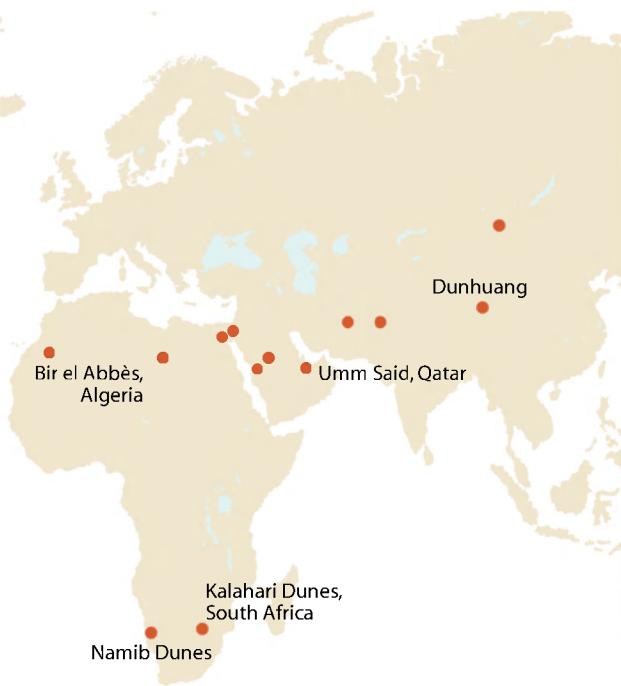 Dunhuang
Bir el Abbès,
Algeria
Umm Said, Qatar
Kalahari Dunes,
South Africa
Namib Dunes